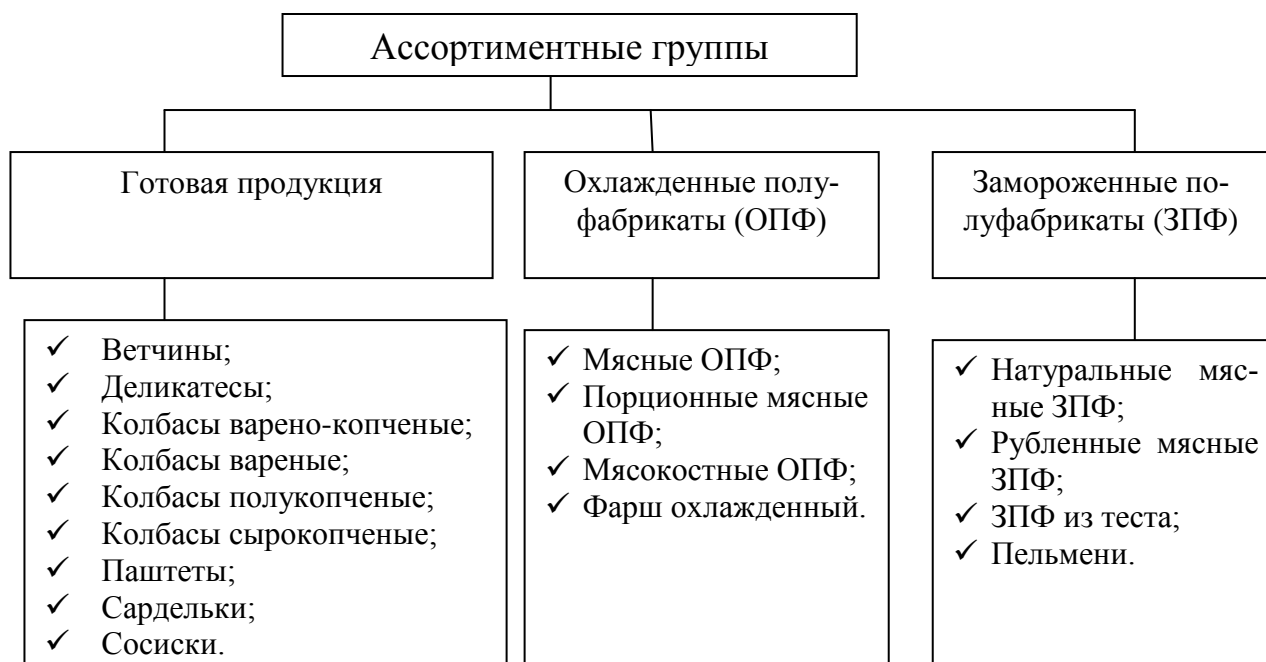 Ассортиментные группы
Готовая продукция
Охлажденные полу-
фабрикаты (ОПФ)
Замороженные по-
луфабрикаты (ЗПФ)
✓ Ветчины;
✓ Деликатесы;
✓ Колбасы варено-копченые;
✓ Колбасы вареные;
✓ Колбасы полукопченые;
✓ Колбасы сырокопченые;
✓ Паштеты;
✓ Сардельки;
✓ Сосиски.
✓ Мясные ОПФ;
✓ Порционные мясные
ОПФ;
✓ Мясокостные ОПФ;
✓ Фарш охлажденный.
✓ Натуральные мяс-
ные ЗПФ;
✓ Рубленные мясные
ЗПФ;
✓ ЗПФ из теста;
✓ Пельмени.